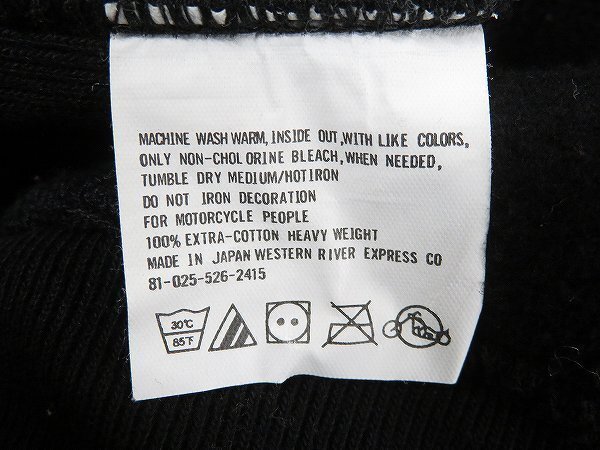 MACHINE WASH WARM, INSIDE OUT,WITH LIKE COLORS,
ONLY NON-CHOLORINE BLEACH,WHEN NEEDED,
TUMBLE DRY MEDIUM/HOTIRON
DO NOT IRON DECORATION
FOR MOTORCYCLE PEOPLE
100% EXTRA-COTTON HEAVY WEIGHT
MADE IN JAPAN WESTERN RIVER EXPRESS CO
81-025-526-2415
30℃
85℉